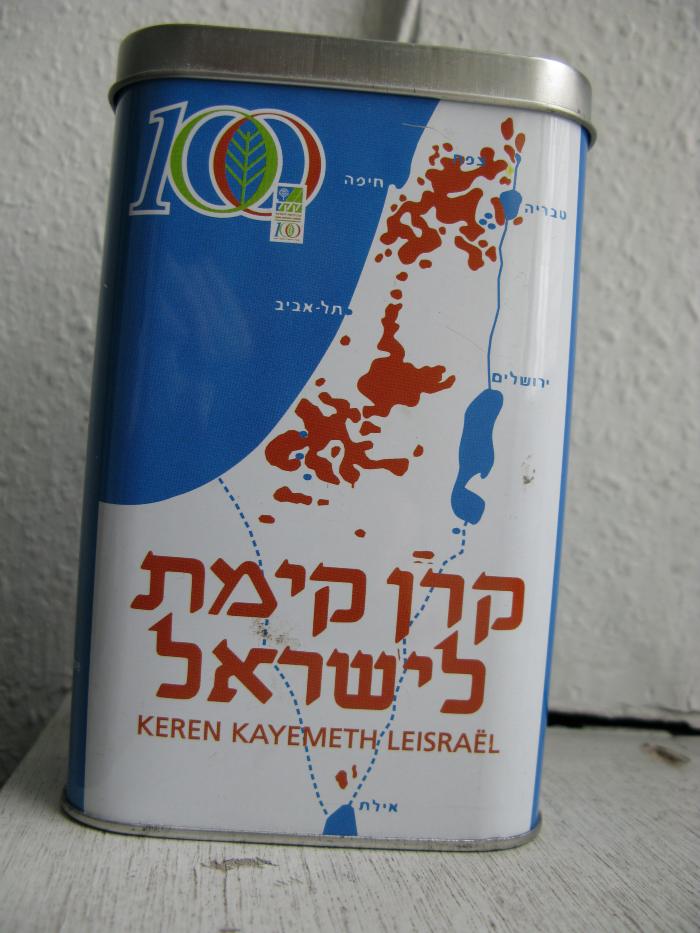 100
צפת
חיפה
טבריה
תל-אביב
ירושלים
קרן קימת
לישראל
KEREN KAYEMETH LEISRAËL
אילת